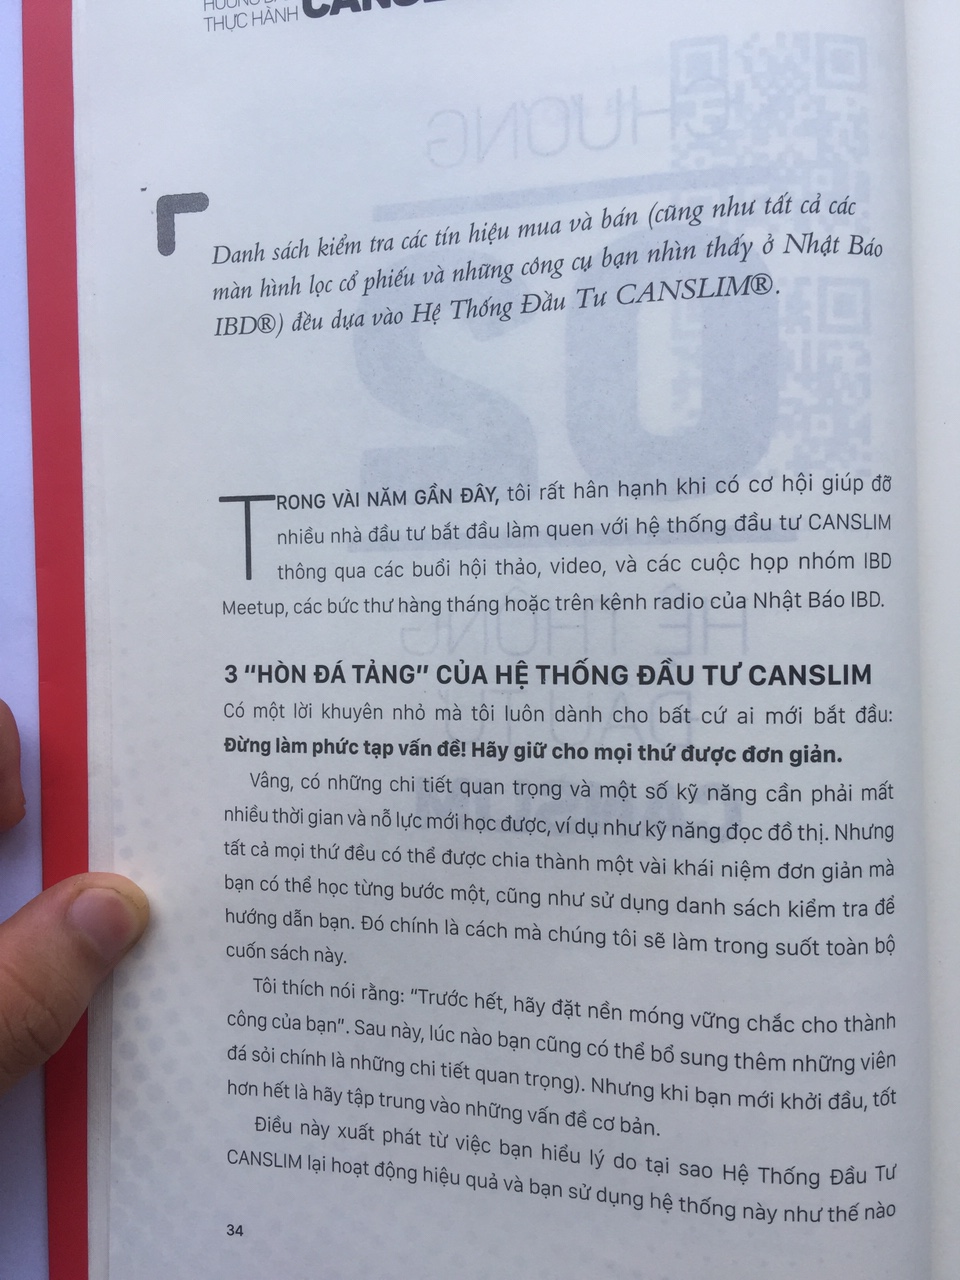 THỰC HÀNH
Danh sách kiểm tra các tín hiệu mua và bán (cũng như tất cả các
màn hình lọc cổ phiếu và những công cụ bạn nhìn thấy ở Nhật Báo
IBD®) đều dựa vào Hệ Thống Đầu Tư CANSLIM®.
TRONG VÀI NĂM GẦN ĐÂY, tôi rất hân hạnh khi có cơ hội giúp đỡ
nhiều nhà đầu tư bắt đầu làm quen với hệ thống đầu tư CANSLIM
thông qua các buổi hội thảo, video, và các cuộc họp nhóm IBD
Meetup, các bức thư hàng tháng hoặc trên kênh radio của Nhật Báo IBD.
3 “HÒN ĐÁ TẢNG” CỦA HỆ THỐNG ĐẦU TƯ CANSLIM
Có một lời khuyên nhỏ mà tôi luôn dành cho bất cứ ai mới bắt đầu:
Đừng làm phức tạp vấn đề! Hãy giữ cho mọi thứ được đơn giản.
Vâng, có những chi tiết quan trọng và một số kỹ năng cần phải mất
nhiều thời gian và nỗ lực mới học được, ví dụ như kỹ năng đọc đồ thị. Nhưng
tất cả mọi thứ đều có thể được chia thành một vài khái niệm đơn giản mà
bạn có thể học từng bước một, cũng như sử dụng danh sách kiểm tra để
hướng dẫn bạn. Đó chính là cách mà chúng tôi sẽ làm trong suốt toàn bộ
cuốn sách này.
Tôi thích nói rằng: “Trước hết, hãy đặt nền móng vững chắc cho thành
công của bạn”. Sau này, lúc nào bạn cũng có thể bổ sung thêm những viên
đá sỏi chính là những chi tiết quan trọng). Nhưng khi bạn mới khởi đầu, tốt
hơn hết là hãy tập trung vào những vấn đề cơ bản.
Điều này xuất phát từ việc bạn hiểu lý do tại sao Hệ Thống Đầu Tư
CANSLIM lại hoạt động hiệu quả và bạn sử dụng hệ thống này như thế nào
34